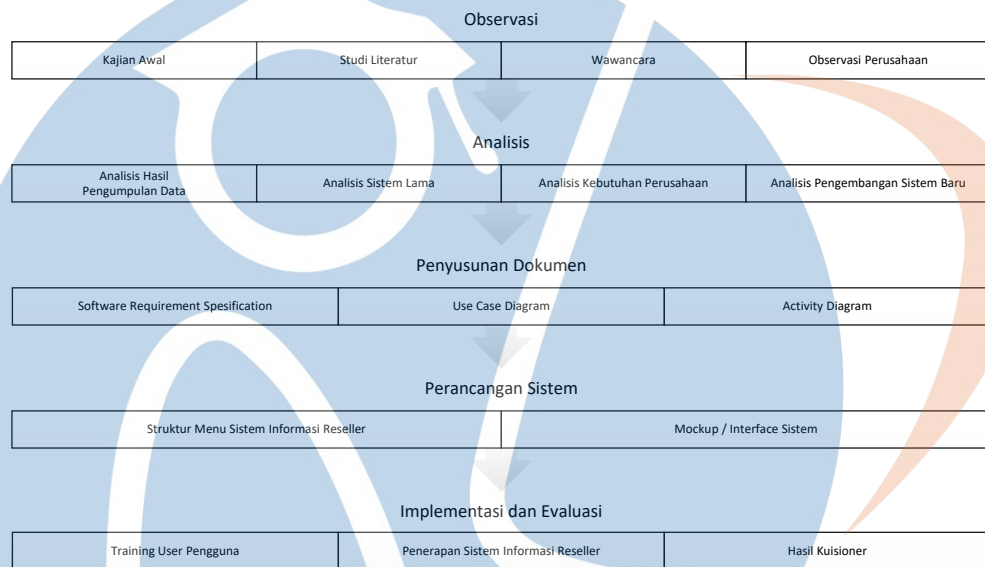 Observasi
Kajian Awal
Studi Literatur
Wawancara
Observasi Perusahaan
Analisis
Analisis Hasil
Pengumpulan Data
Analisis Sistem Lama
Analisis Kebutuhan Perusahaan
Analisis Pengembangan Sistem Baru
Penyusunan Dokumen
Software Requirement Spesification
Use Case Diagram
Activity Diagram
Perancangan Sistem
Struktur Menu Sistem Informasi Reseller
Mockup / Interface Sistem
Implementasi dan Evaluasi
Training User Pengguna
Penerapan Sistem Informasi Reseller
Hasil Kuisioner